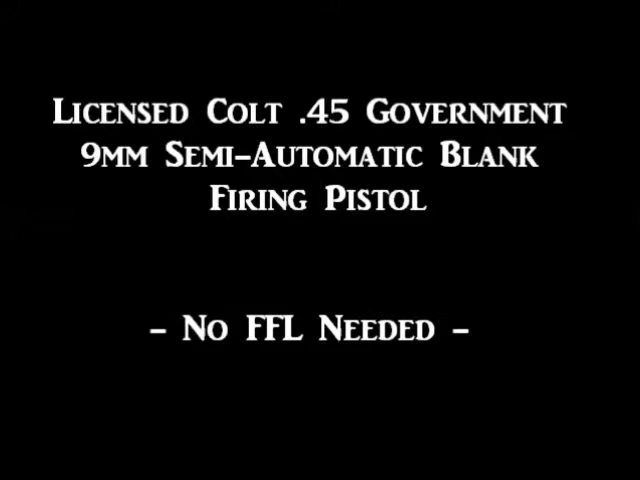 Licensed Colt .45 Government
9mm Semi-Automatic Blank
Firing Pistol
- No FFL Needed -